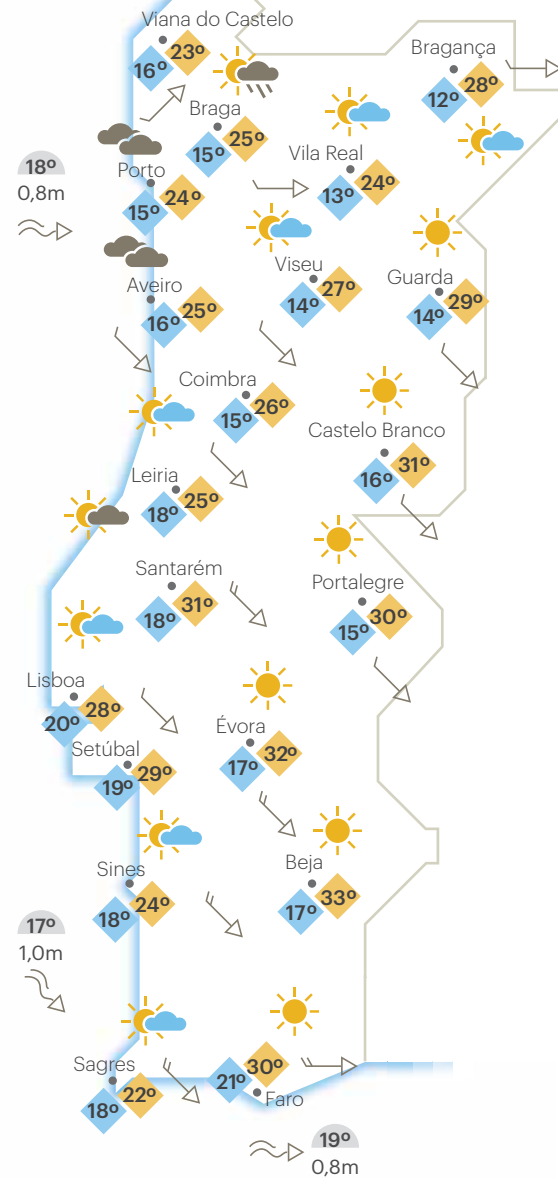 Viana do Castelo
16º 23º
Bragança
12º 28º
Braga
15º 25º
Vila Real
13º 24º
18º
0,8m
Porto
15º 24º
Viseu
14º 27º
Guarda
14º 29º
Aveiro
16º 25º
Coimbra
15º 26º
Castelo Branco
16º 31º
Leiria
18º 25º
Santarém
18º 31º
Portalegre
15º 30º
Lisboa
20º 28º
Évora
17º 32º
Setúbal
19º 29º
Sines
18º 24º
Beja
17º 33º
17º
1,0m
Sagres
18º 22º
21º 30º
Faro
19º
0,8m